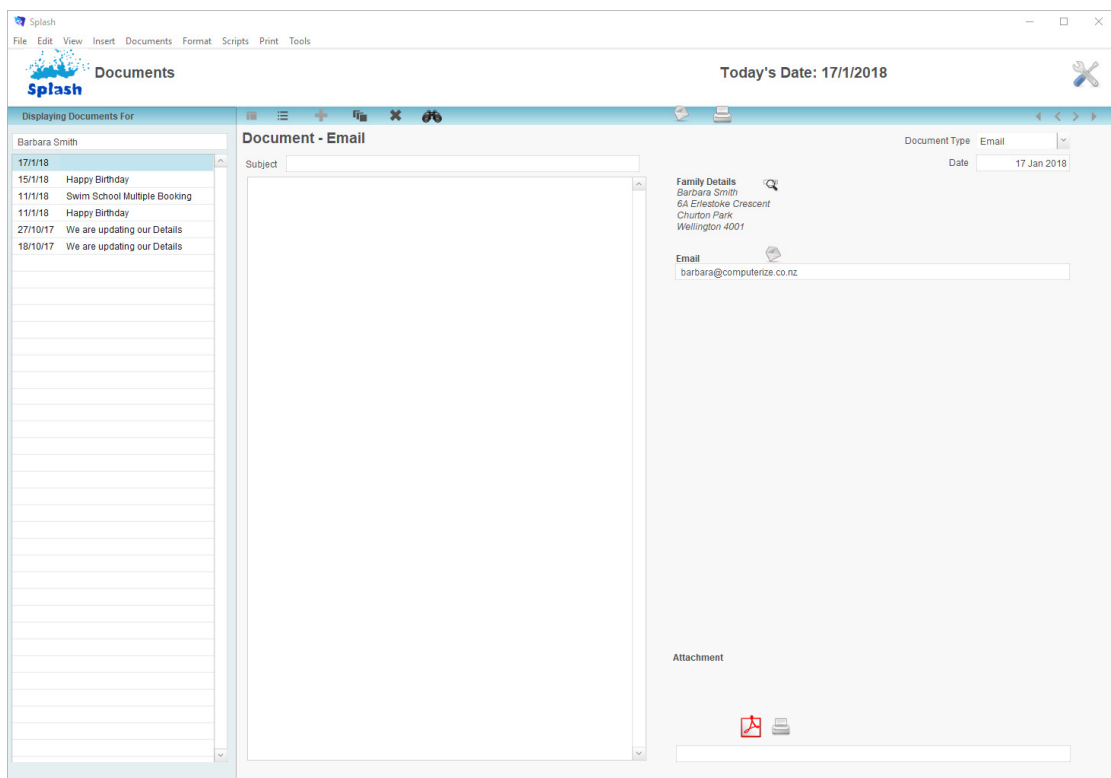 Splash
File Edit View Insert Documents Format Scripts Print Tools
Splash
Documents
Today's Date: 17/1/2018
Displaying Documents For
Barbara Smith
17/1/18
15/1/18 Happy Birthday
11/1/18 Swim School Multiple Booking
11/1/18 Happy Birthday
27/10/17 We are updating our Details
18/10/17 We are updating our Details
Document - Email
Subject
Document Type Email
Date 17 Jan 2018
Family Details
Barbara Smith
6A Erlestoke Crescent
Churton Park
Wellington 4001
Email
barbara@computerize.co.nz
Attachment